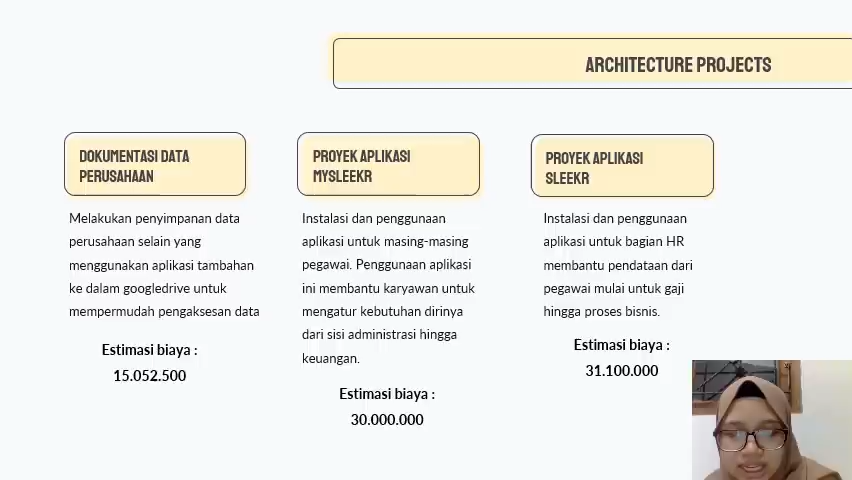 ARCHITECTURE PROJECTS
DOKUMENTASI DATA
PERUSAHAAN
Melakukan penyimpanan data
perusahaan selain yang
menggunakan aplikasi tambahan
ke dalam googledrive untuk
mempermudah pengaksesan data
Estimasi biaya :
15.052.500
PROYEK APLIKASI
MYSLEEKR
Instalasi dan penggunaan
aplikasi untuk masing-masing
pegawai. Penggunaan aplikasi
ini membantu karyawan untuk
mengatur kebutuhan dirinya
dari sisi administrasi hingga
keuangan.
Estimasi biaya :
30.000.000
PROYEK APLIKASI
SLEEKR
Instalasi dan penggunaan
aplikasi untuk bagian HR
membantu pendataan dari
pegawai mulai untuk gaji
hingga proses bisnis.
Estimasi biaya :
31.100.000